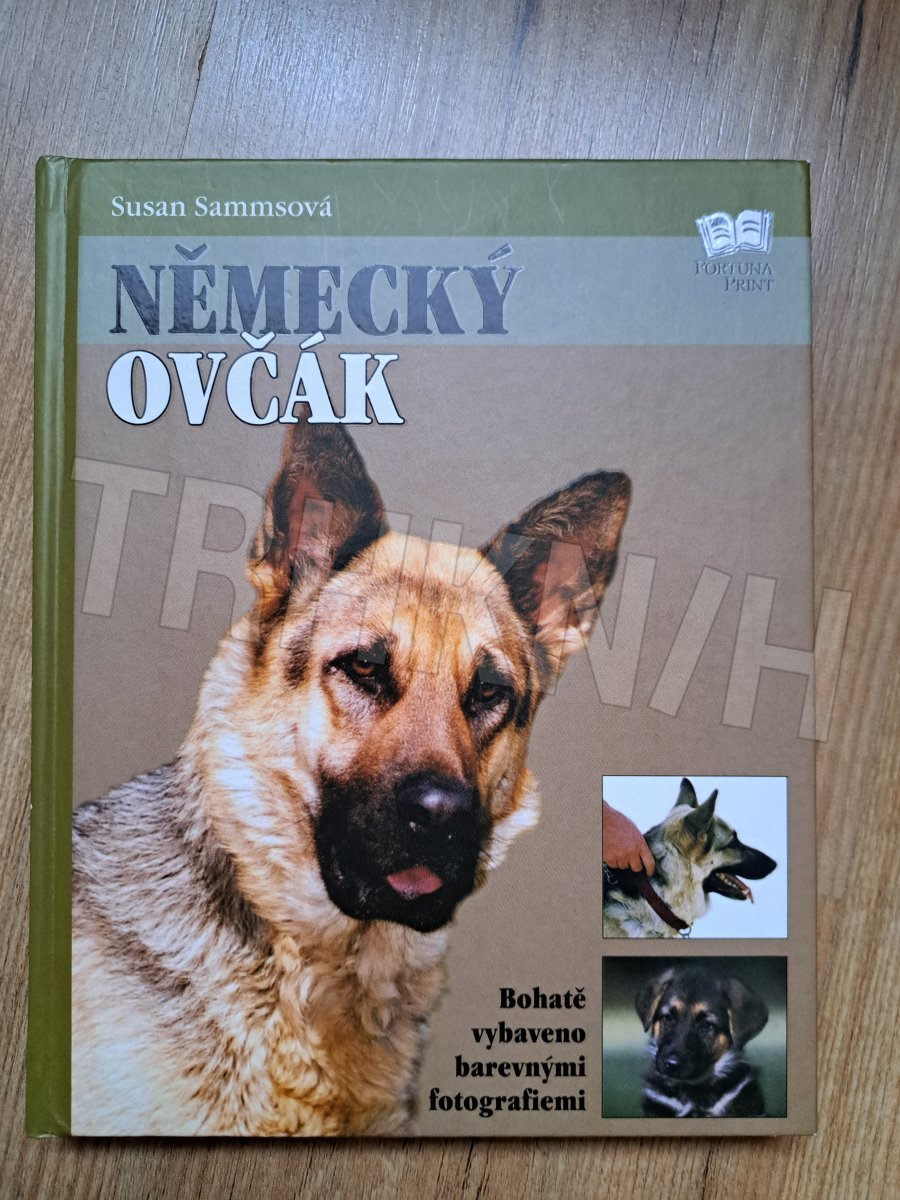 Susan Sammsová
FORTUNA
PRINT
NĚMECKÝ
OVČÁK
Bohatě
vybaveno
barevnými
fotografiemi